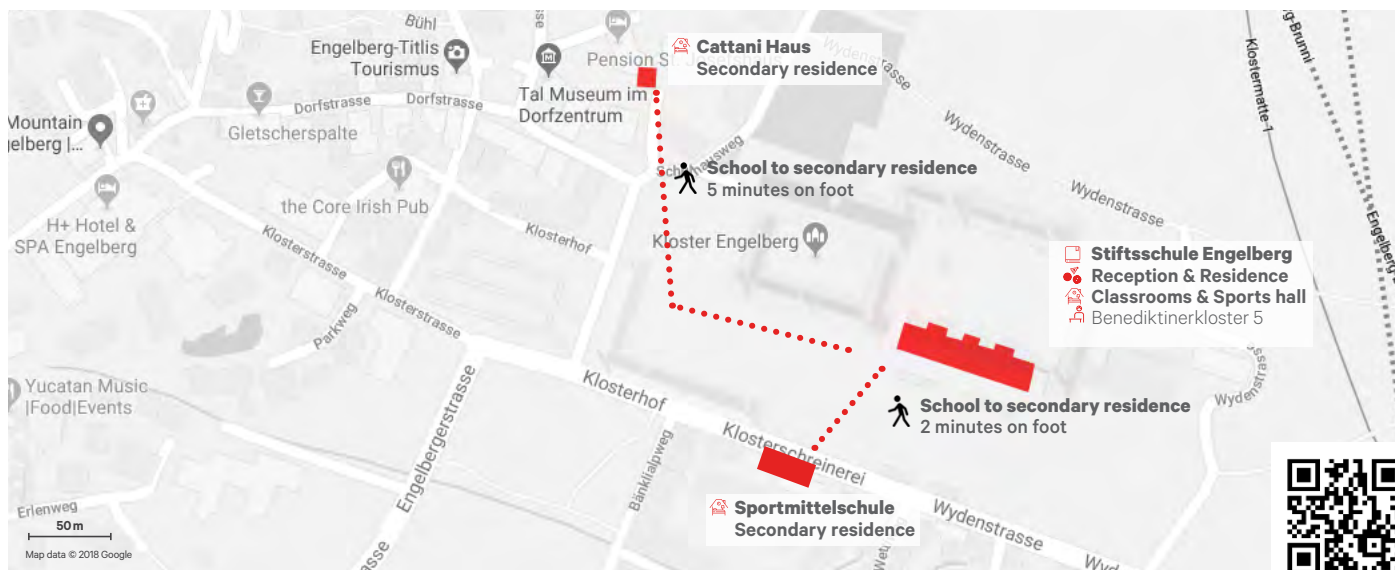 Bühl
Engelberg-Titlis
Tourismus
Pension St.
Cattani Haus
Secondary residence
Wydenstrasse
Tal Museum im
Dorfzentrum
Dorfstrasse
Dorfstrasse
Gletscherspalte
Mountain
gelberg |...
Wydenstrasse
Klostermatte-1
g-Brunni
School to secondary residence
5 minutes on foot
the Core Irish Pub
H+ Hotel &
SPA Engelberg
Klosterstrasse
Klosterhof
Kloster Engelberg
Wydenstrasse
Engelberg
Stiftsschule Engelberg
Reception & Residence
Classrooms & Sports hall
Benediktinerkloster 5
Klosterstrasse
Parkweg
Yucatan Music
|Food|Events
Klosterhof
Wydenstrasse
School to secondary residence
2 minutes on foot
Engelbergerstrasse
Bänklialpweg
Klosterschreinerei
Sportmittelschule
Secondary residence
Wydenstrasse
Erlenweg
50 m
Map data © 2018 Google